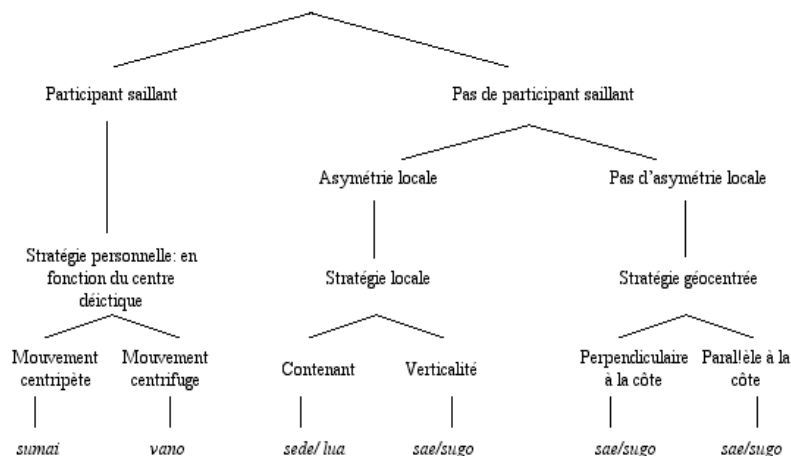 Participant saillant
Pas de participant saillant
Asymétrie locale
Pas d'asymétrie locale
Stratégie personnelle: en
fonction du centre
déictique
Stratégie locale
Stratégie géocentrée
Mouvement
centripète
Mouvement
centrifuge
Contenant
Verticalité
Perpendiculaire
à la côte
Paral!èle à la
côte
sumai
vano
sede/ lua
sae/sugo
sae/sugo
sae/sugo